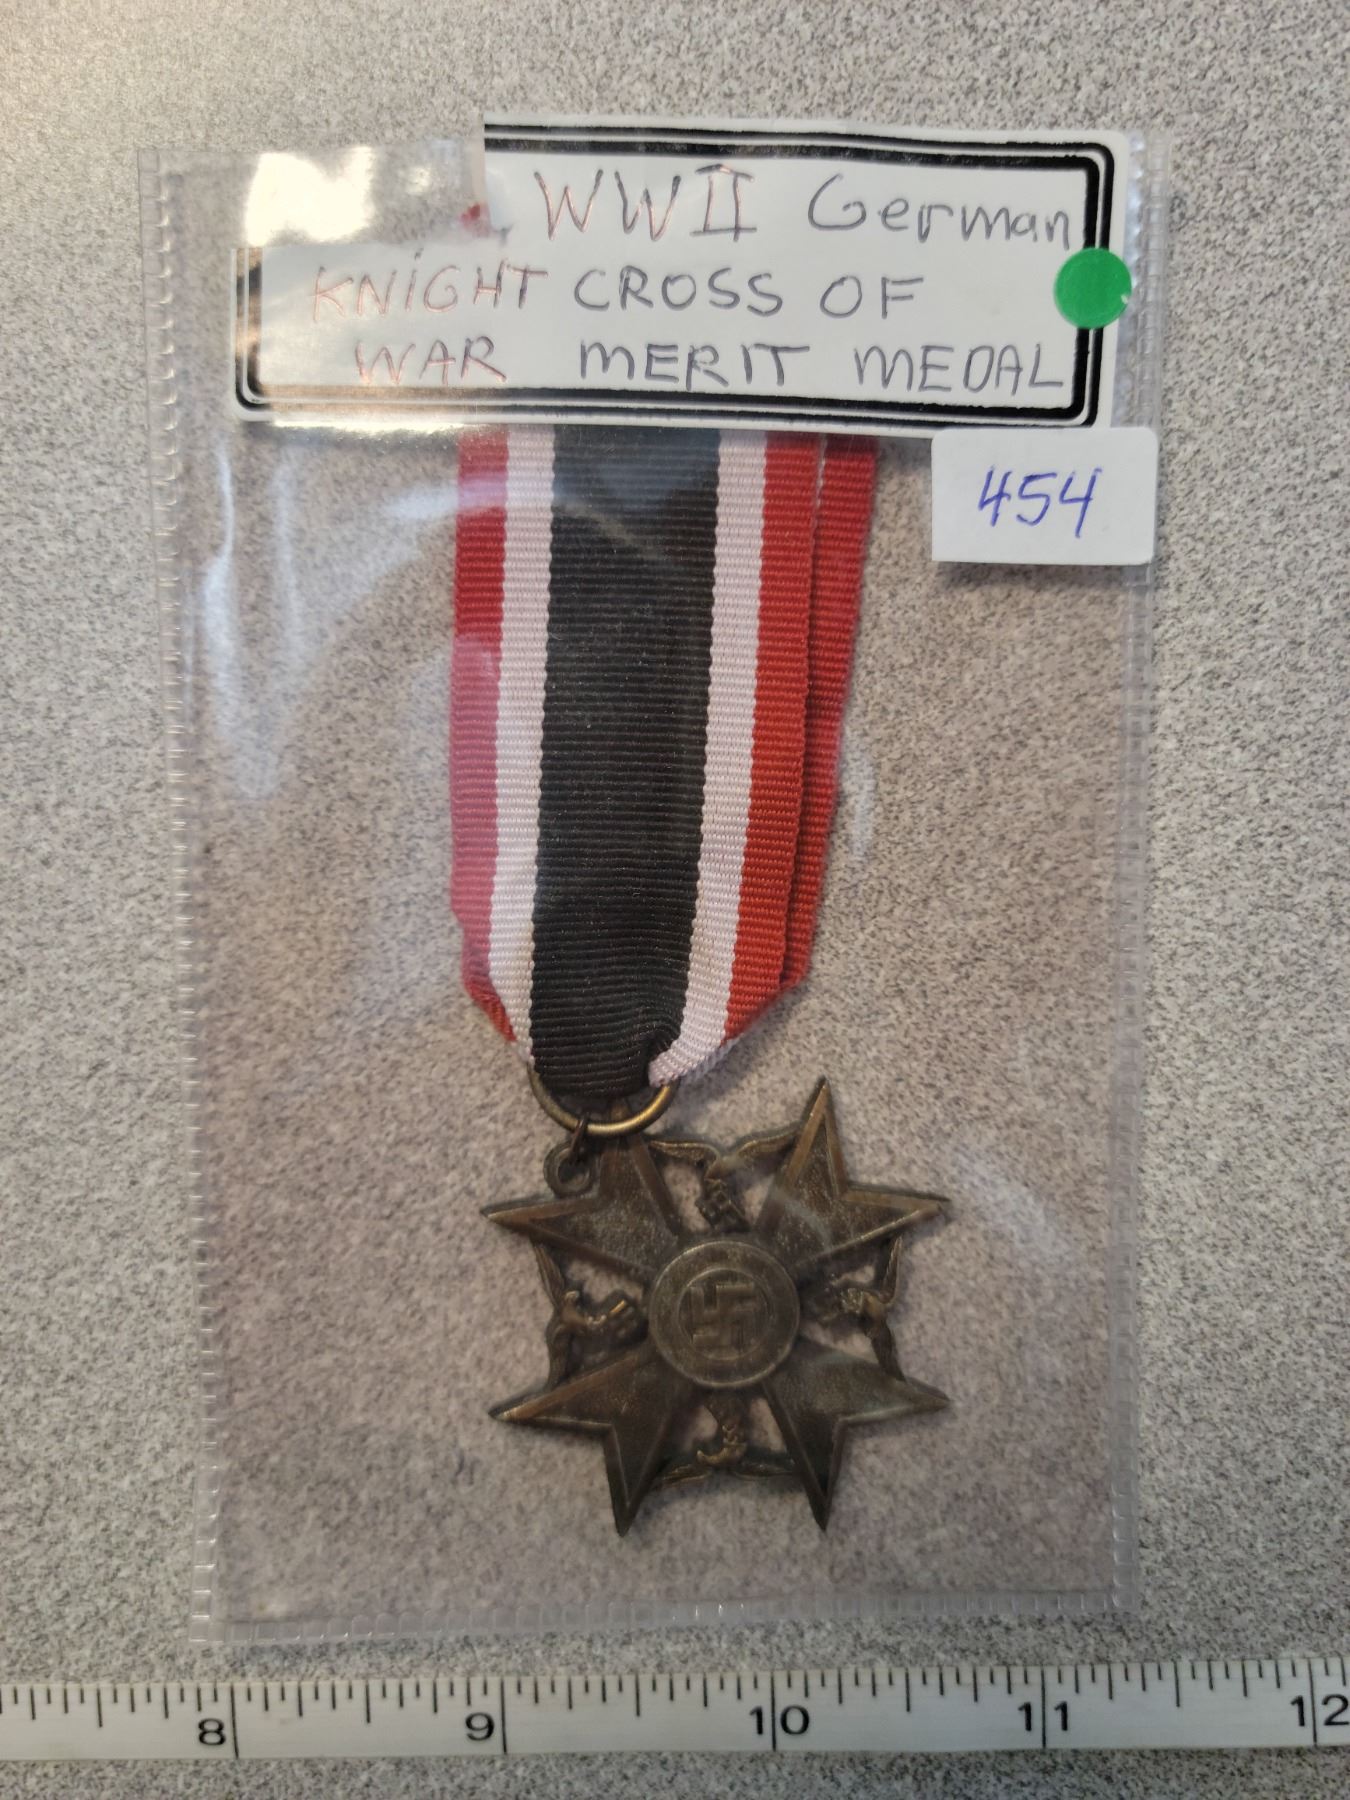 WWII German
KNIGHT CROSS OF
WAR MERIT MEDAL
454
8 9 10 11 12